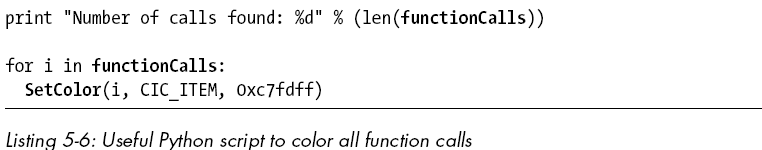 print "Number of calls found: %d" % (len(functionCalls))
for i in functionCalls:
  SetColor(i, CIC_ITEM, 0xc7fdff)
Listing 5-6: Useful Python script to color all function calls